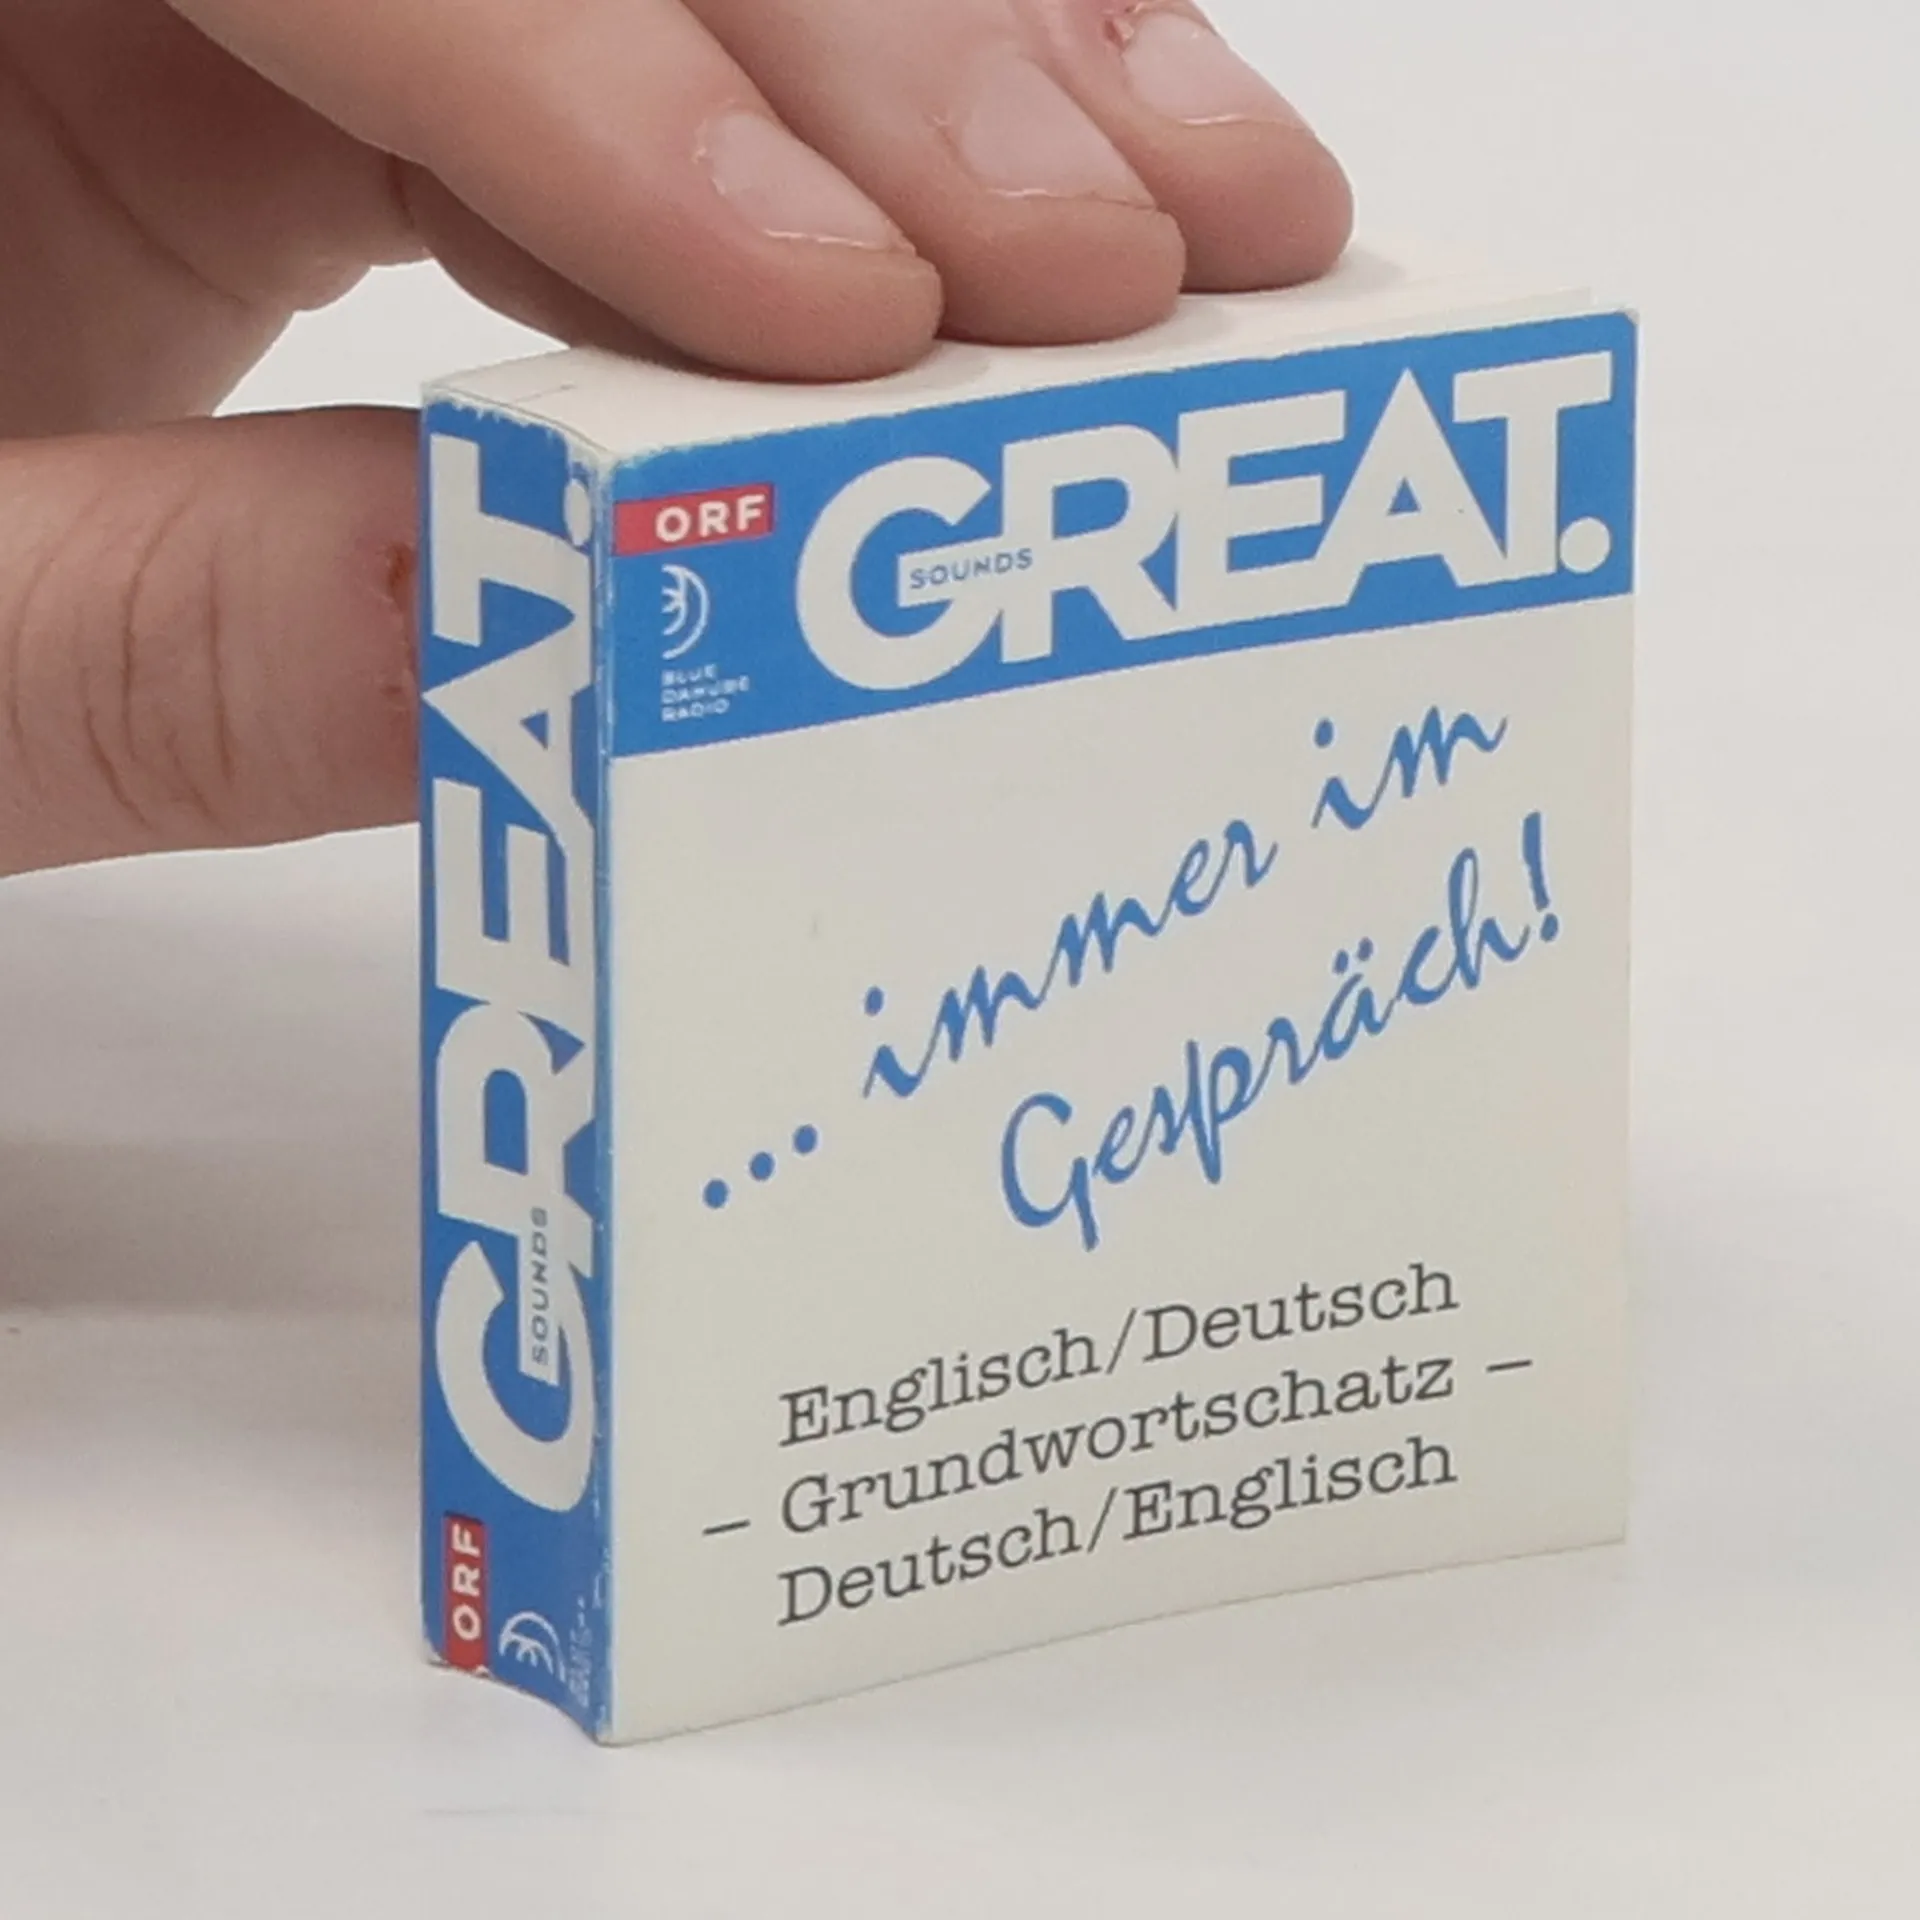 ORF
SOUNDS
GREAT.
BLUE
DANUBE
RADIO
... immer im
Gespräch!
Englisch/Deutsch
– Grundwortschatz –
Deutsch/Englisch
GREAT.
SOUNDS
ORF